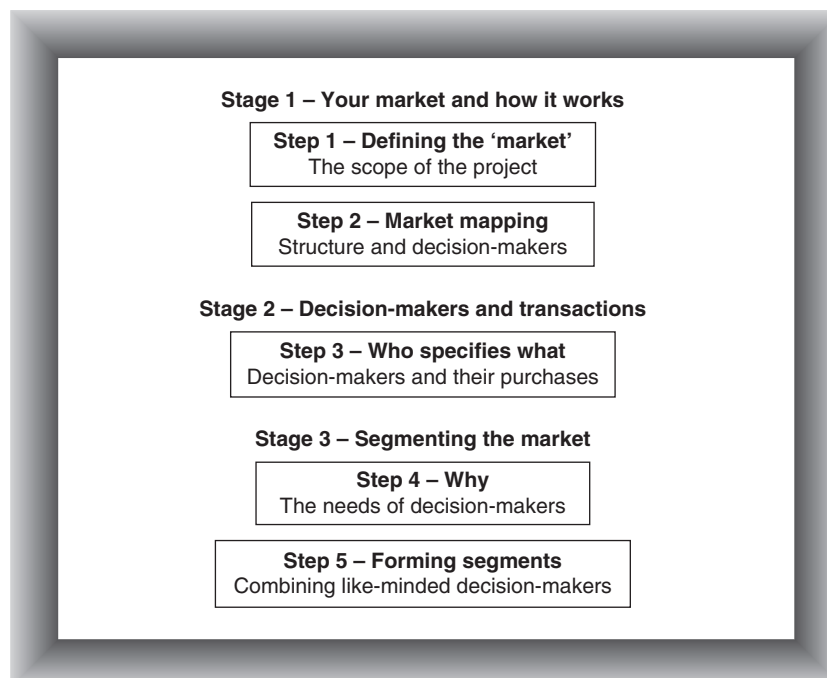 Stage 1 – Your market and how it works
Step 1 – Defining the ‘market’
The scope of the project
Step 2 – Market mapping
Structure and decision-makers
Stage 2 – Decision-makers and transactions
Step 3 – Who specifies what
Decision-makers and their purchases
Stage 3 – Segmenting the market
Step 4 – Why
The needs of decision-makers
Step 5 – Forming segments
Combining like-minded decision-makers